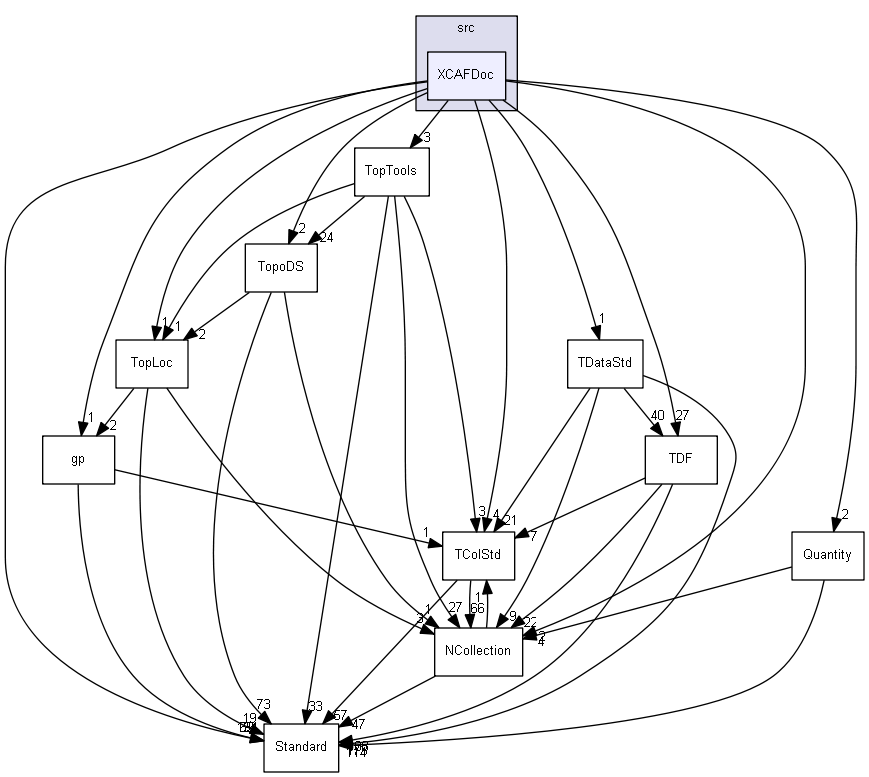 src
XCAFDoc
3
TopTools
2
24
TopoDS
1
1
2
1
TopLoc
TDataStd
1
2
40
27
gp
TDF
3
4
21
2
1
7
TColStd
Quantity
1
66
1
3
27
9
22
4
NCollection
73
19
33
67
47
Standard